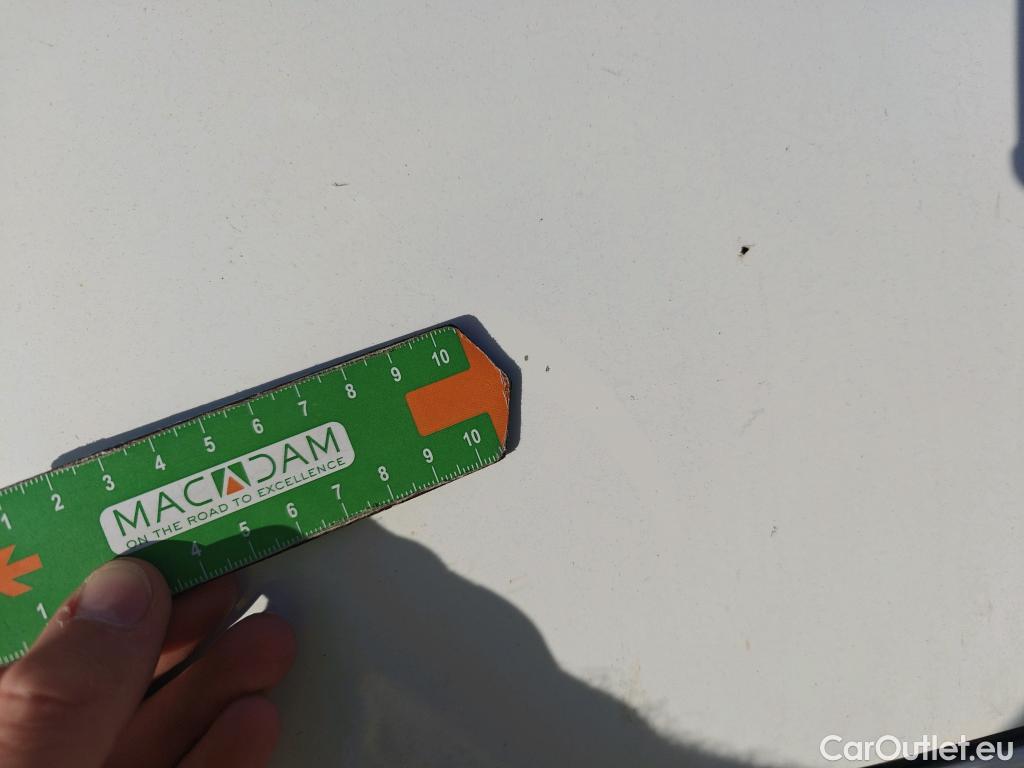 1 2 3 4 5 6 7 8 9 10
MACADAM
ON THE ROAD TO EXCELLENCE
1 4 5 6 7 8 9 10
CarOutlet.eu